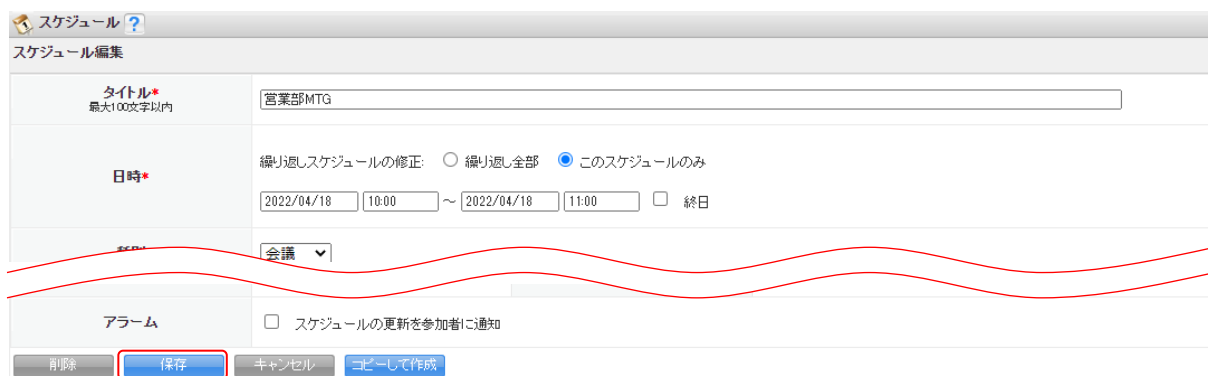 スケジュール ?
スケジュール編集
タイトル*
最大100文字以内
営業部MTG
日時*
繰り返しスケジュールの修正: 繰り返し全部 このスケジュールのみ
2022/04/18 10:00 ～ 2022/04/18 11:00 終日
会議
アラーム
スケジュールの更新を参加者に通知
削除 保存 キャンセル コピーして作成